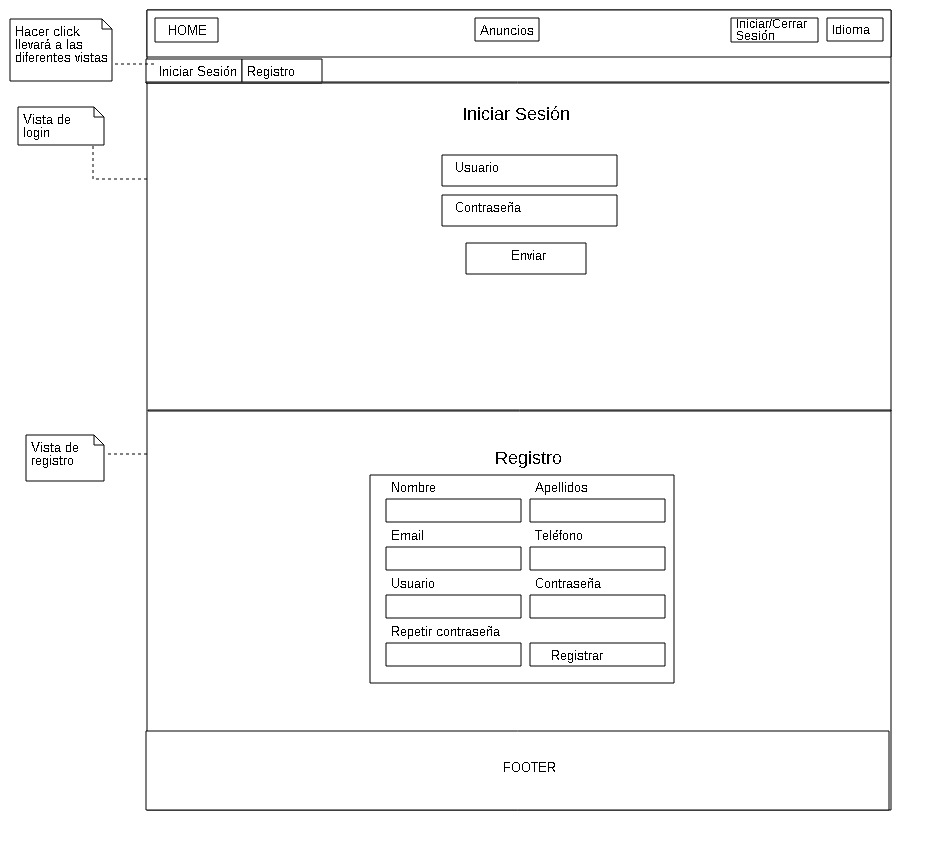 Hacer click
llevará a las
diferentes vistas
HOME
Anuncios
Iniciar/Cerrar
Sesión
Idioma
Iniciar Sesión
Registro
Vista de
login
Iniciar Sesión
Usuario
Contraseña
Enviar
Vista de
registro
Registro
Nombre
Apellidos
Email
Teléfono
Usuario
Contraseña
Repetir contraseña
Registrar
FOOTER